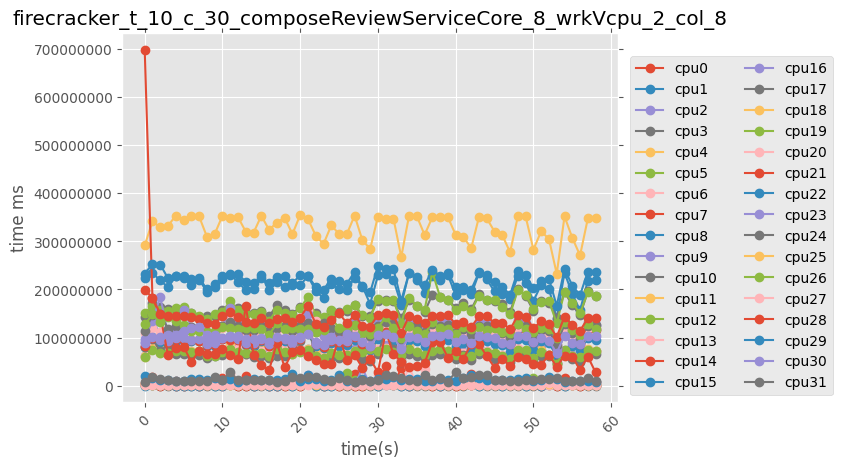 firecracker_t_10_c_30_composeReviewServiceCore_8_wrkVcpu_2_col_8
700000000
600000000
500000000
400000000
300000000
200000000
100000000
0
time ms
0
10
20
30
40
50
60
time(s)
cpu0
cpu1
cpu2
cpu3
cpu4
cpu5
cpu6
cpu7
cpu8
cpu9
cpu10
cpu11
cpu12
cpu13
cpu14
cpu15
cpu16
cpu17
cpu18
cpu19
cpu20
cpu21
cpu22
cpu23
cpu24
cpu25
cpu26
cpu27
cpu28
cpu29
cpu30
cpu31